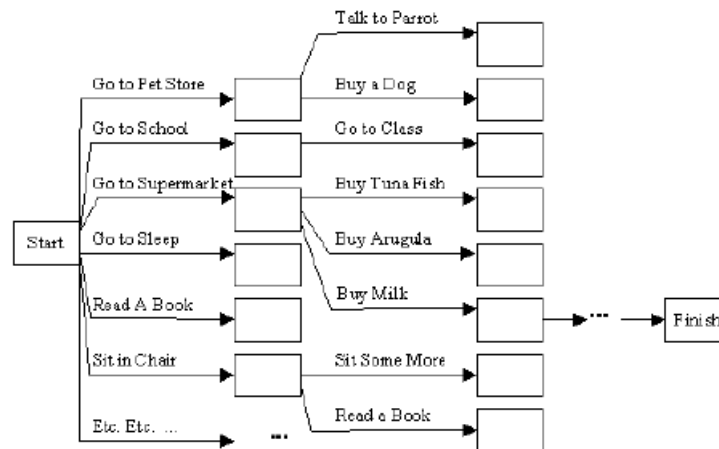 Talk to Parrot
Go to Pet Store
Buy a Dog
Go to School
Go to Class
Go to Supermarket
Buy Tuna Fish
Start
Go to Sleep
Buy Arugula
Read A Book
Buy Milk
...
Finish
Sit in Chair
Sit Some More
Etc. Etc. ...
...
Read a Book